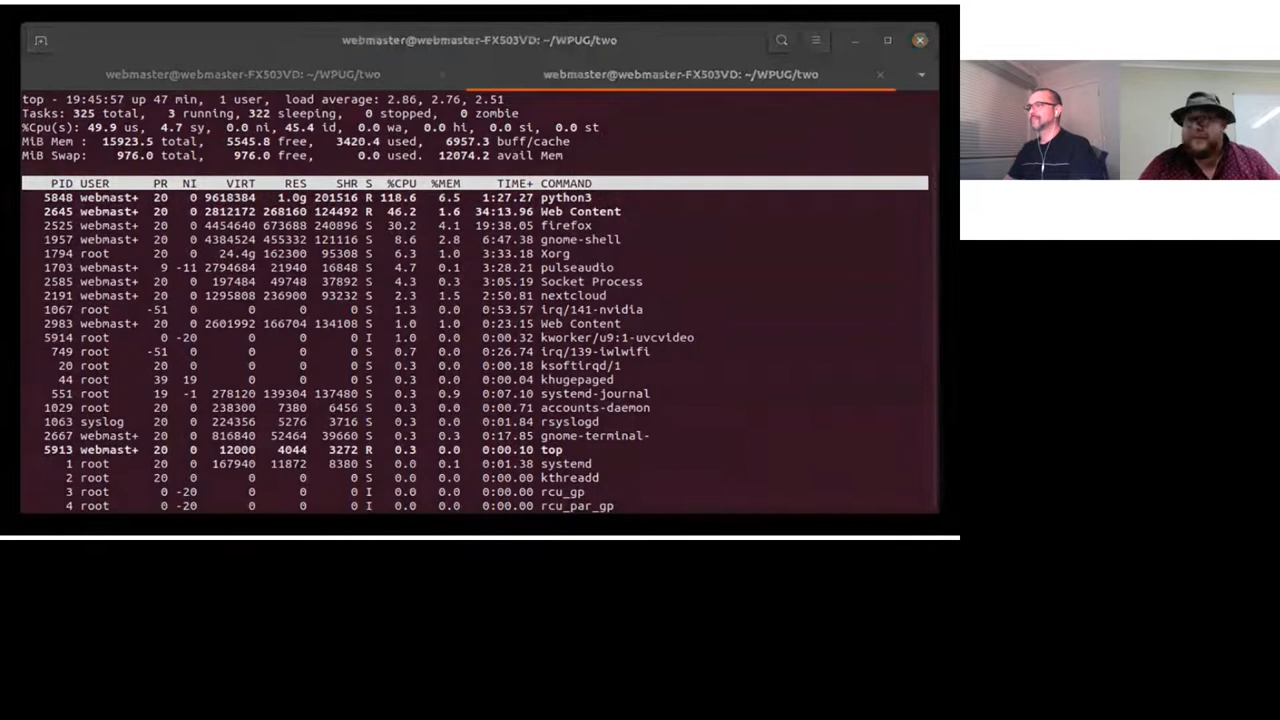 webmaster@webmaster-FX503VD: ~/WPUG/two
webmaster@webmaster-FX503VD: ~/WPUG/two
webmaster@webmaster-FX503VD: ~/WPUG/two
top - 19:45:57 up 47 min, 1 user, load average: 2.86, 2.76, 2.51
Tasks: 325 total, 3 running, 322 sleeping, 0 stopped, 0 zombie
%Cpu(s): 49.9 us, 4.7 sy, 0.0 ni, 45.4 id, 0.0 wa, 0.0 hi, 0.0 si, 0.0 st
MiB Mem : 15923.5 total, 5545.8 free, 3420.4 used, 6957.3 buff/cache
MiB Swap: 976.0 total, 976.0 free, 0.0 used. 12074.2 avail Mem
PID USER PR NI VIRT RES SHR S %CPU %MEM TIME+ COMMAND
5848 webmast+ 20 0 9618384 1.0g 201516 R 118.6 6.5 1:27.27 python3
2645 webmast+ 20 0 2812172 268160 124492 R 46.2 1.6 34:13.96 Web Content
2525 webmast+ 20 0 4454640 673688 240896 S 30.2 4.1 19:38.05 firefox
1957 webmast+ 20 0 4384524 455332 121116 S 8.6 2.8 6:47.38 gnome-shell
1794 root 20 0 24.4g 162300 95308 S 6.3 1.0 3:33.18 Xorg
1703 webmast+ 9 -11 2794684 21940 16848 S 4.7 0.1 3:28.21 pulseaudio
2585 webmast+ 20 0 197484 49748 37892 S 4.3 0.3 3:05.19 Socket Process
2191 webmast+ 20 0 1295808 236900 93232 S 2.3 1.5 2:50.81 nextcloud
1067 root -51 0 0 0 0 S 1.3 0.0 0:53.57 irq/141-nvidia
2983 webmast+ 20 0 2601992 166704 134108 S 1.0 1.0 0:23.15 Web Content
5914 root 0 -20 0 0 0 I 1.0 0.0 0:00.32 kworker/u9:1-uvcvideo
749 root -51 0 0 0 0 S 0.7 0.0 0:26.74 irq/139-iwlwifi
20 root 20 0 0 0 0 S 0.3 0.0 0:00.18 ksoftirqd/1
44 root 39 19 0 0 0 S 0.3 0.0 0:00.04 khugepaged
551 root 19 -1 278120 139304 137480 S 0.3 0.9 0:07.10 systemd-journal
1029 root 20 0 238300 7380 6456 S 0.3 0.0 0:00.71 accounts-daemon
1063 syslog 20 0 224356 5276 3716 S 0.3 0.0 0:01.84 rsyslogd
2667 webmast+ 20 0 816840 52464 39660 S 0.3 0.3 0:17.85 gnome-terminal-
5913 webmast+ 20 0 12000 4044 3272 R 0.3 0.0 0:00.10 top
1 root 20 0 167940 11872 8380 S 0.0 0.1 0:01.38 systemd
2 root 20 0 0 0 0 S 0.0 0.0 0:00.00 kthreadd
3 root 0 -20 0 0 0 I 0.0 0.0 0:00.00 rcu_gp
4 root 0 -20 0 0 0 I 0.0 0.0 0:00.00 rcu_par_gp